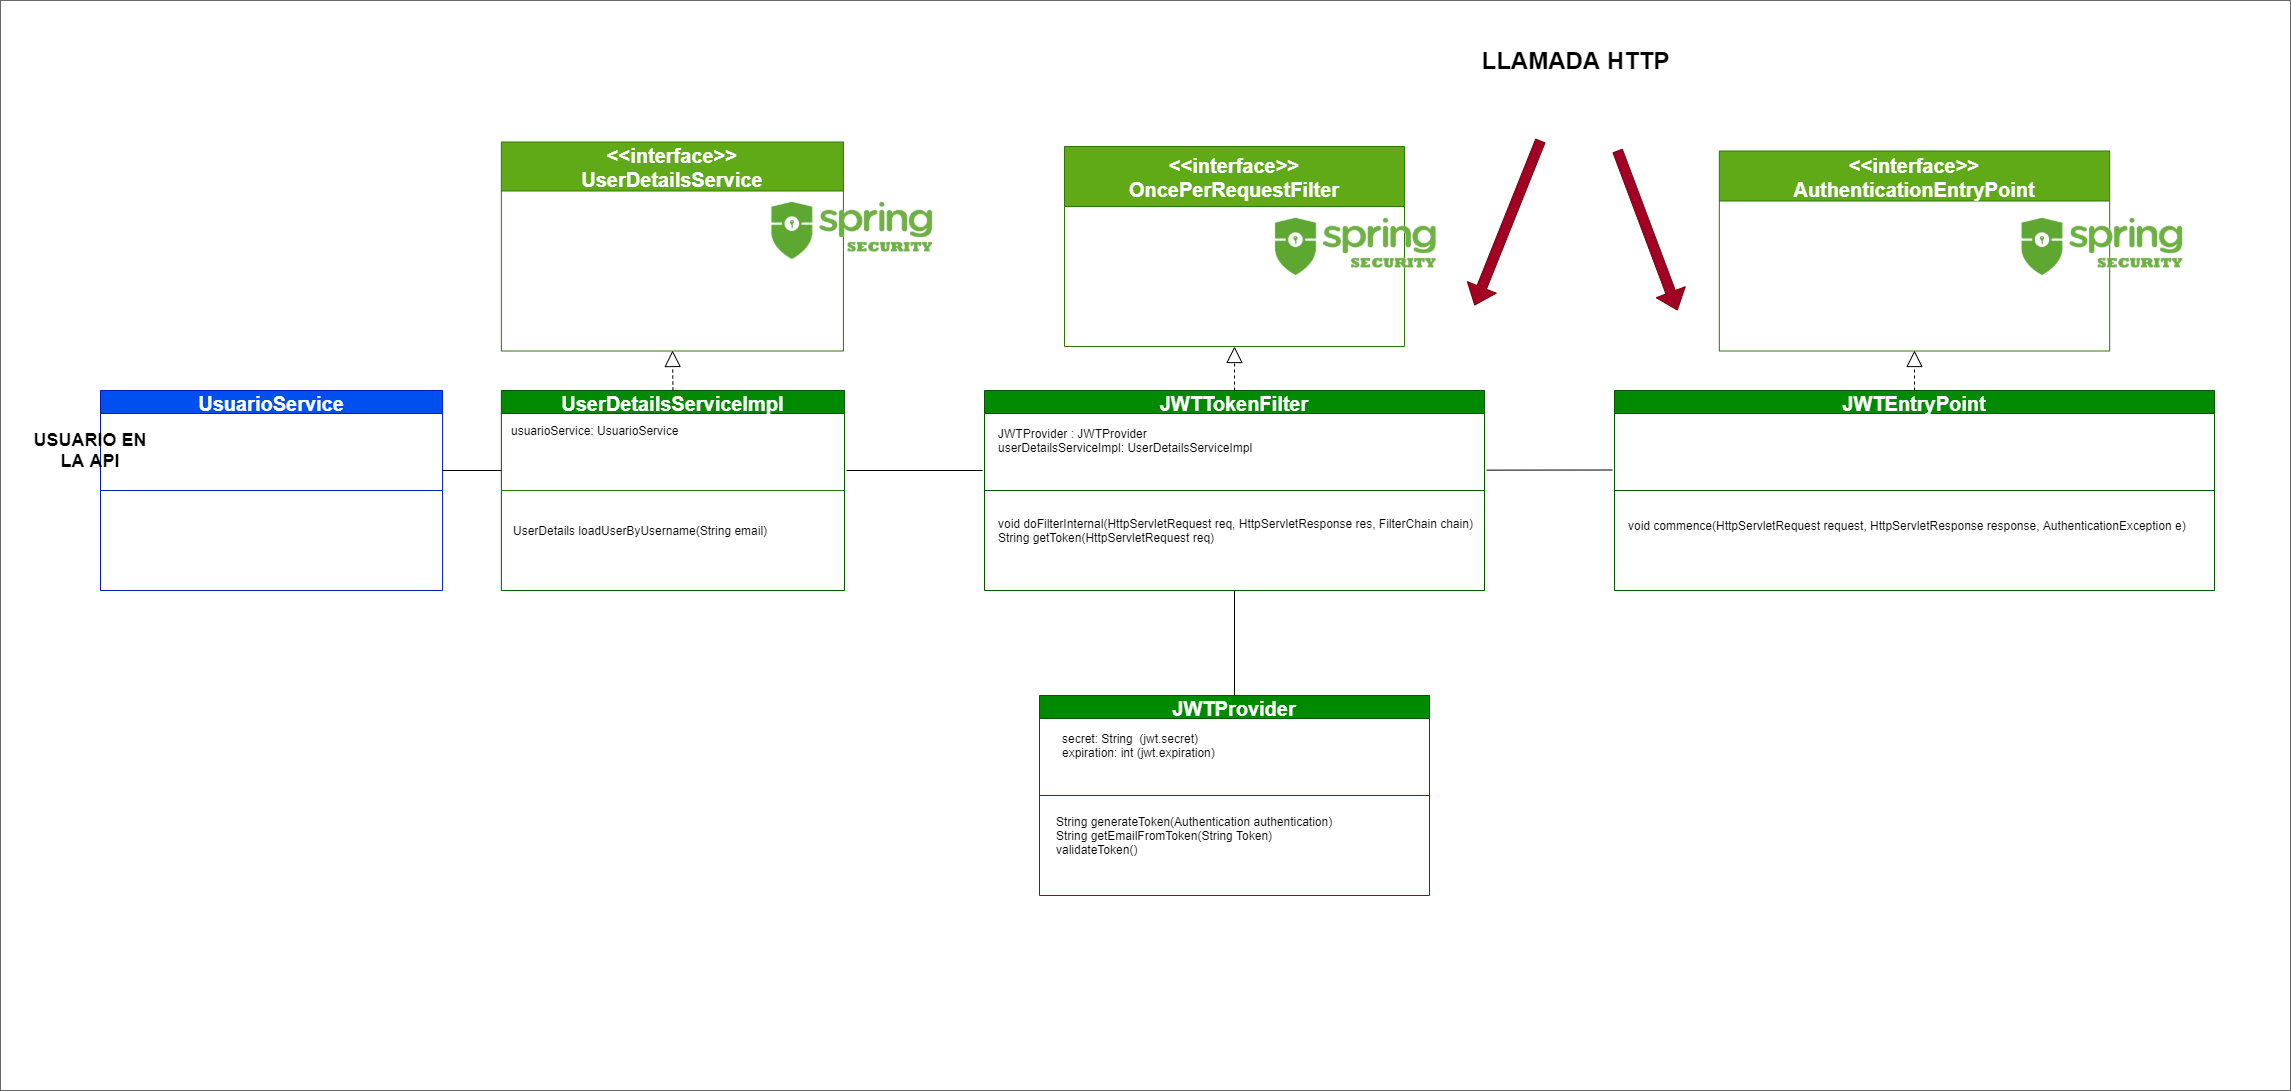 LLAMADA HTTP
<<interface>>
UserDetailsService
spring
SECURITY
<<interface>>
OncePerRequestFilter
spring
SECURITY
<<interface>>
AuthenticationEntryPoint
spring
SECURITY
UsuarioService
USUARIO EN
LA API
UserDetailsServiceImpl
usuarioService: UsuarioService
UserDetails loadUserByUsername(String email)
JWTTokenFilter
JWTProvider : JWTProvider
userDetailsServiceImpl: UserDetailsServiceImpl
void doFilterInternal(HttpServletRequest req, HttpServletResponse res, FilterChain chain)
String getToken(HttpServletRequest req)
JWTEntryPoint
void commence(HttpServletRequest request, HttpServletResponse response, AuthenticationException e)
JWTProvider
secret: String  (jwt.secret)
expiration: int (jwt.expiration)
String generateToken(Authentication authentication)
String getEmailFromToken(String Token)
validateToken()